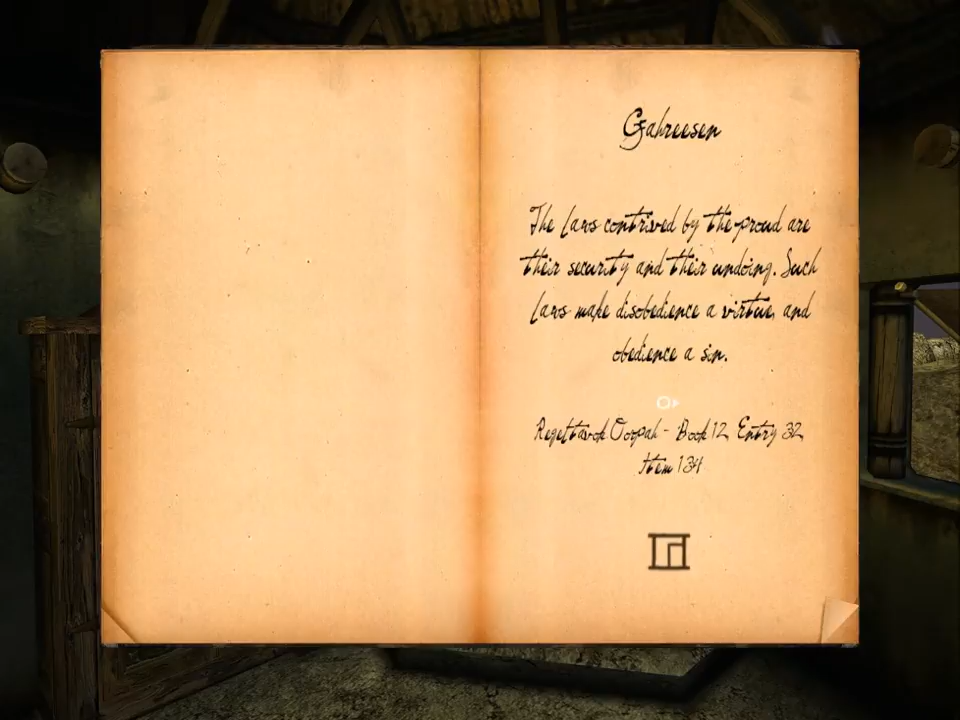 Gahreesen
The laws contrived by the proud are
their security and their undoing. Such
laws make disobedience a virtue, and
obedience a sin.
Regeltavok Oorpah - Book 12 Entry 32
Item 134